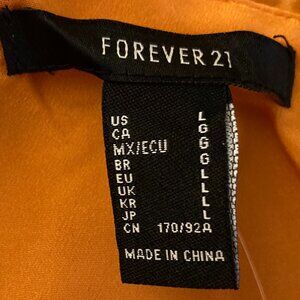 FOREVER 21
US L
CA G
MX/ECU G
BR G
EU L
UK L
KR L
JP L
CN 170/92A
MADE IN CHINA